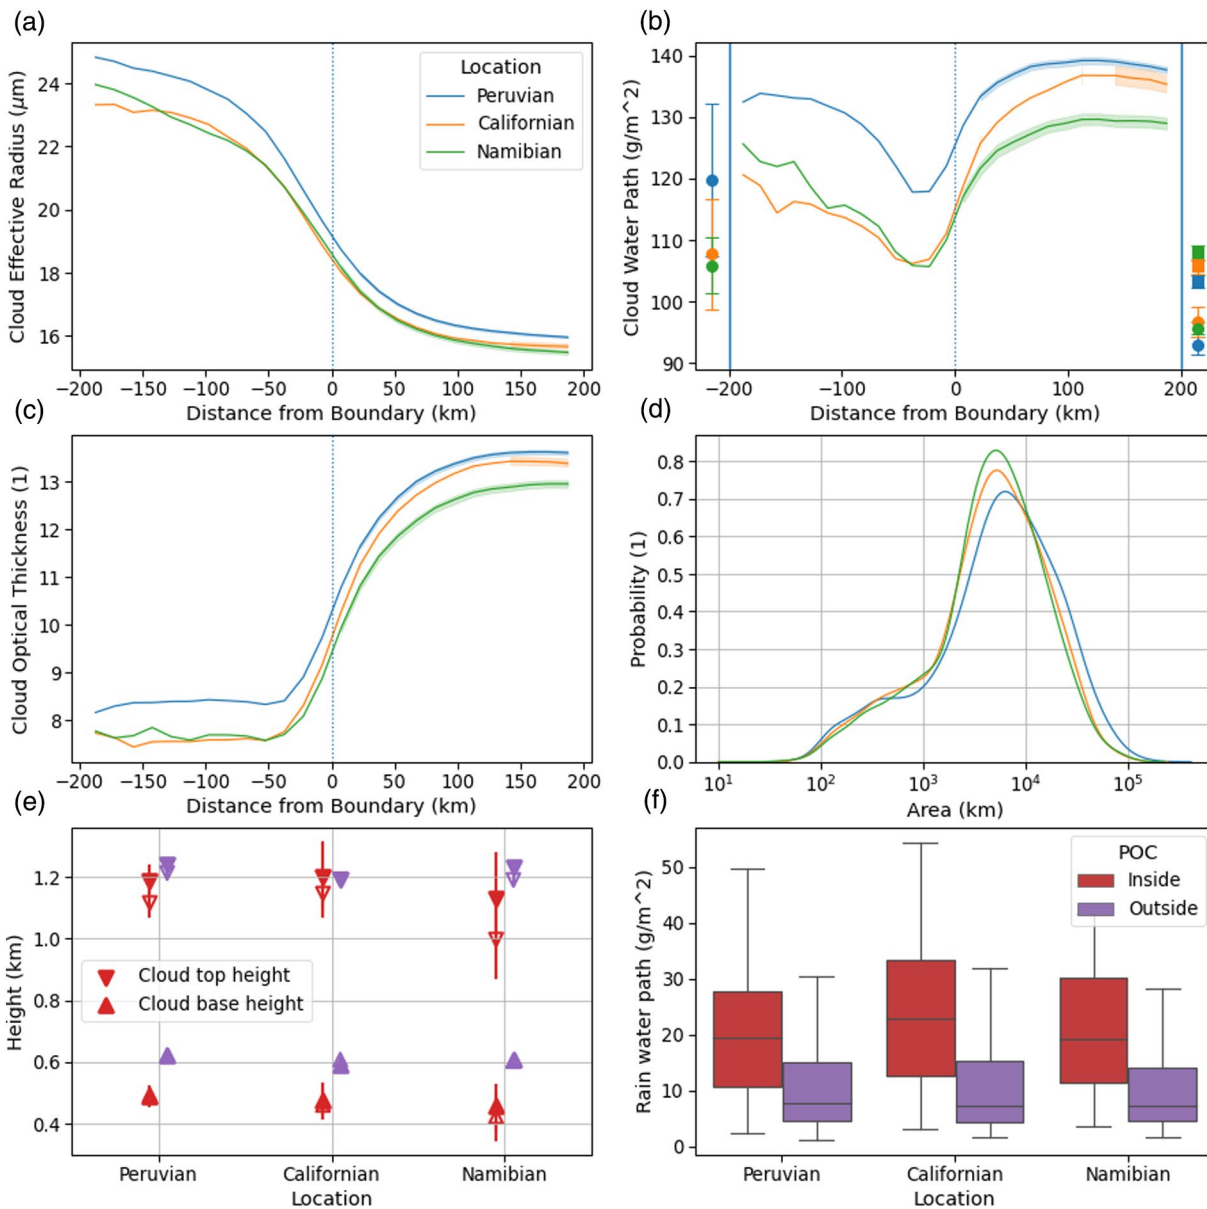 (a)
24
22
20
18
16
Cloud Effective Radius (μm)
Location
Peruvian
Californian
Namibian
−200 −150 −100 −50 0 50 100 150 200
Distance from Boundary (km)
(b)
140
130
120
110
100
90
Cloud Water Path (g/m^2)
−200 −100 0 100 200
Distance from Boundary (km)
(c)
13
12
11
10
9
8
Cloud Optical Thickness (1)
−200 −150 −100 −50 0 50 100 150 200
Distance from Boundary (km)
(d)
0.8
0.7
0.6
0.5
0.4
0.3
0.2
0.1
0.0
Probability (1)
10^1 10^2 10^3 10^4 10^5
Area (km)
(e)
1.2
1.0
0.8
0.6
0.4
Height (km)
Cloud top height
Cloud base height
Peruvian Californian Namibian
Location
(f)
50
40
30
20
10
0
Rain water path (g/m^2)
POC
Inside
Outside
Peruvian Californian Namibian
Location